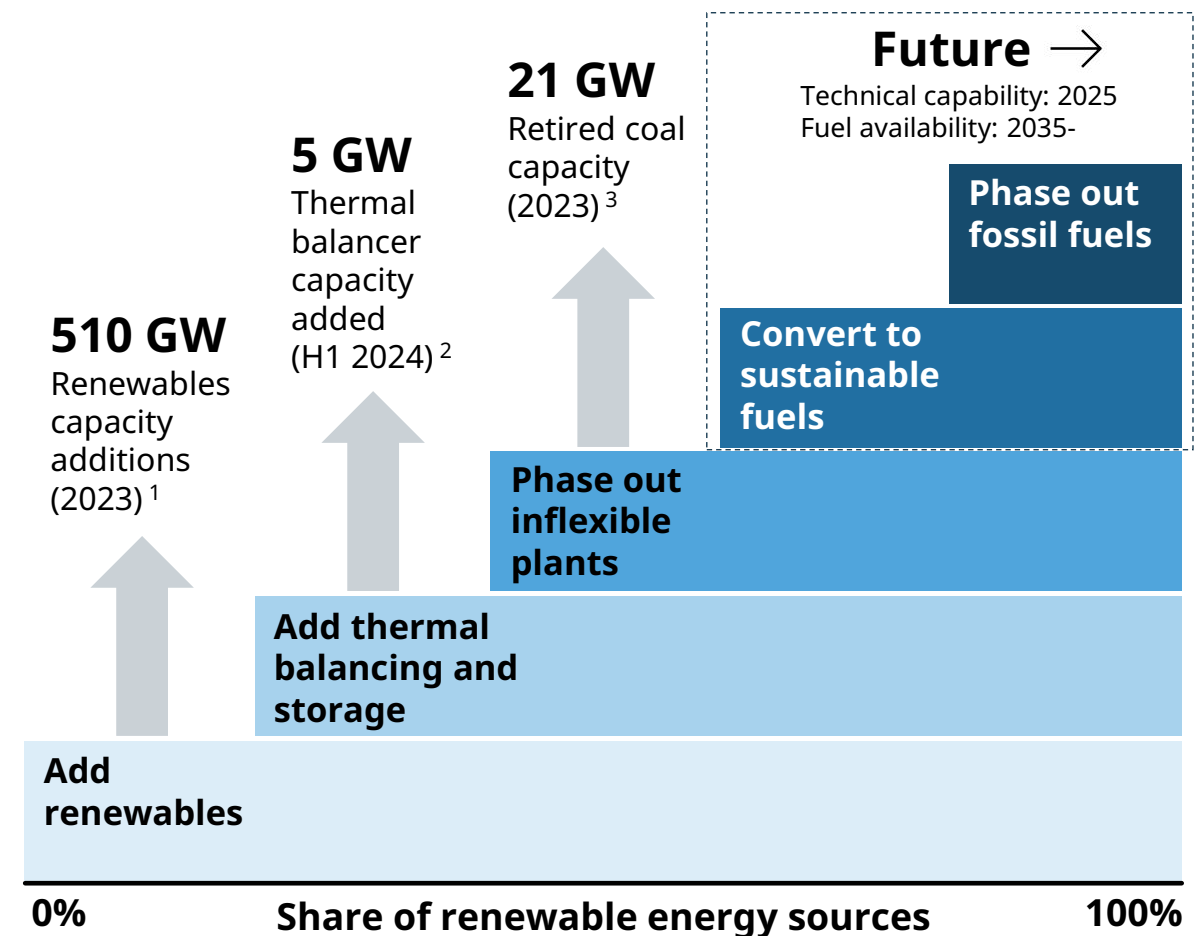 Future →
Technical capability: 2025
Fuel availability: 2035-
21 GW
Retired coal
capacity
(2023) 3
5 GW
Thermal
balancer
capacity
added
(H1 2024) 2
510 GW
Renewables
capacity
additions
(2023) 1
Phase out
fossil fuels
Convert to
sustainable
fuels
Phase out
inflexible
plants
Add thermal
balancing and
storage
Add
renewables
0%
Share of renewable energy sources
100%